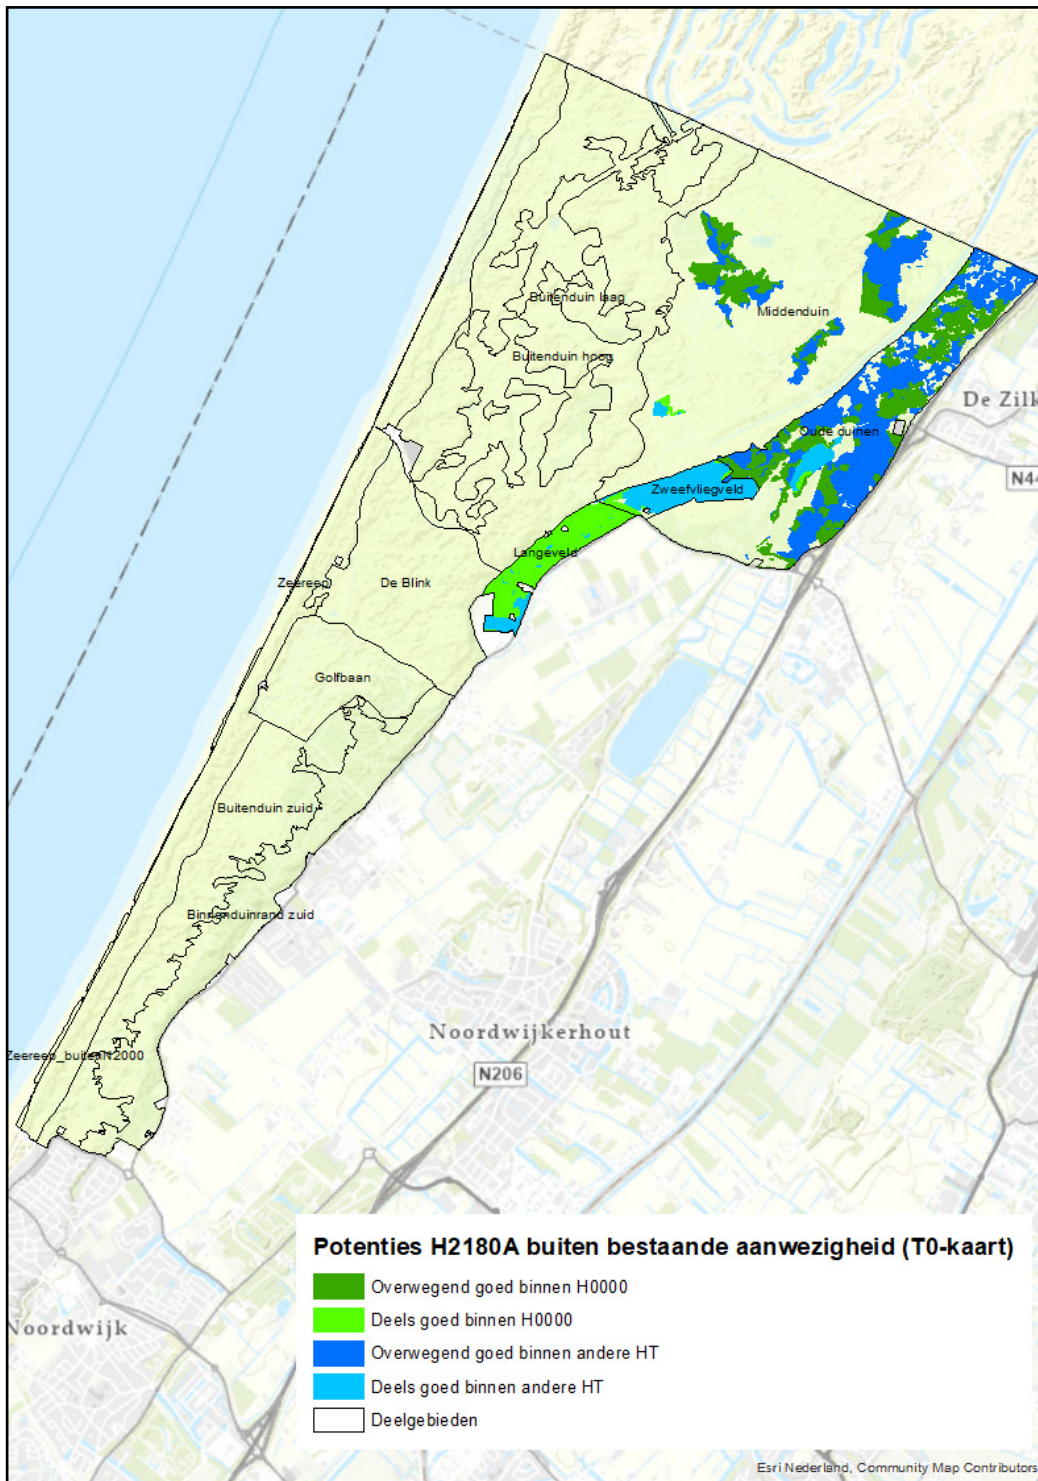 Buitenduin laag
Middenduin
Buitenduin hoog
De Zilk
Oude duinen
N44
Zweefvliegveld
Langeveld
Zeereep
De Blink
Golfbaan
Buitenduin zuid
Binnenduinrand zuid
Noordwijkerhout
Zeereep_buitenN2000
N206
Noordwijk
Potenties H2180A buiten bestaande aanwezigheid (T0-kaart)
Overwegend goed binnen H0000
Deels goed binnen H0000
Overwegend goed binnen andere HT
Deels goed binnen andere HT
Deelgebieden
Esri Nederland, Community Map Contributors